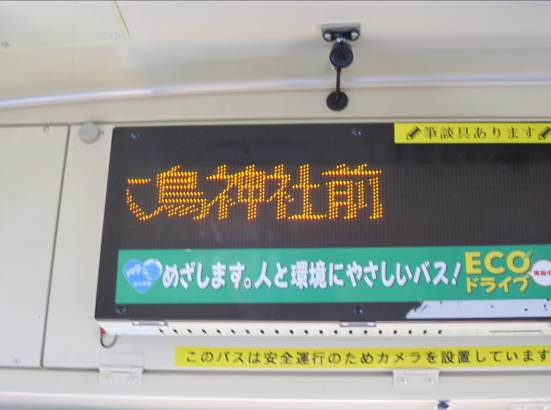 筆談具あります
鳥神社前
めざします。人と環境にやさしいバス!
ECO
ドライブ
このバスは安全運行のためカメラを設置しています